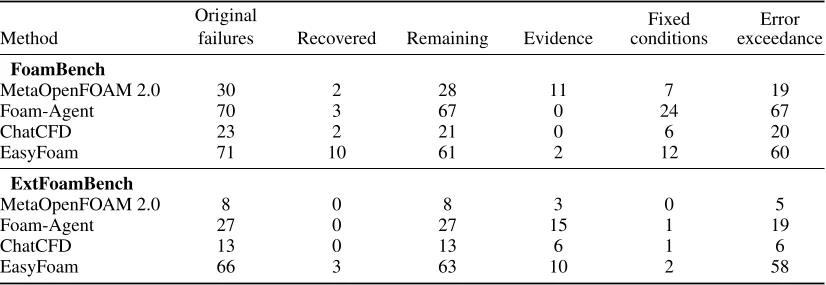 Original Fixed Error
Method failures Recovered Remaining Evidence conditions exceedance
FoamBench
MetaOpenFOAM 2.0 30 2 28 11 7 19
Foam-Agent 70 3 67 0 24 67
ChatCFD 23 2 21 0 6 20
EasyFoam 71 10 61 2 12 60
ExtFoamBench
MetaOpenFOAM 2.0 8 0 8 3 0 5
Foam-Agent 27 0 27 15 1 19
ChatCFD 13 0 13 6 1 6
EasyFoam 66 3 63 10 2 58